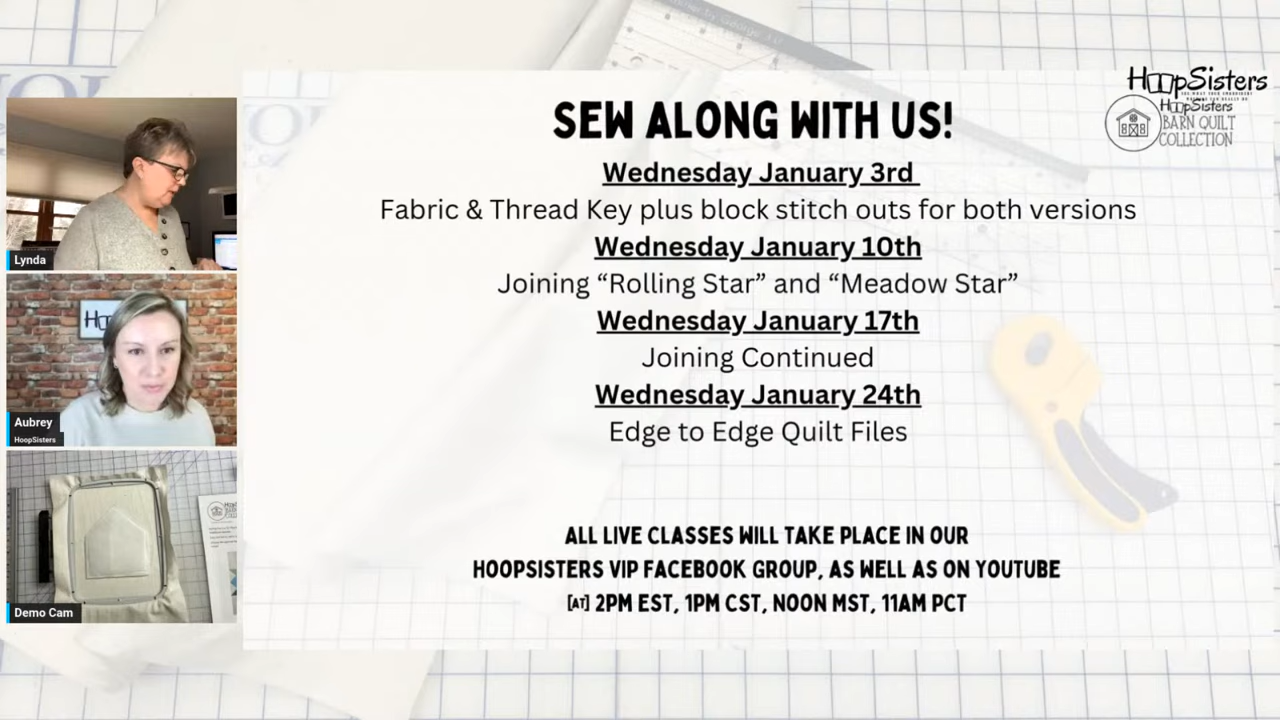 HoopSisters
HoopSisters
BARN QUILT
COLLECTION
SEW ALONG WITH US!
Wednesday January 3rd
Fabric & Thread Key plus block stitch outs for both versions
Wednesday January 10th
Joining “Rolling Star” and “Meadow Star”
Wednesday January 17th
Joining Continued
Wednesday January 24th
Edge to Edge Quilt Files
ALL LIVE CLASSES WILL TAKE PLACE IN OUR
HOOPSISTERS VIP FACEBOOK GROUP, AS WELL AS ON YOUTUBE
[AT] 2PM EST, 1PM CST, NOON MST, 11AM PCT
Lynda
Aubrey
HoopSisters
Demo Cam